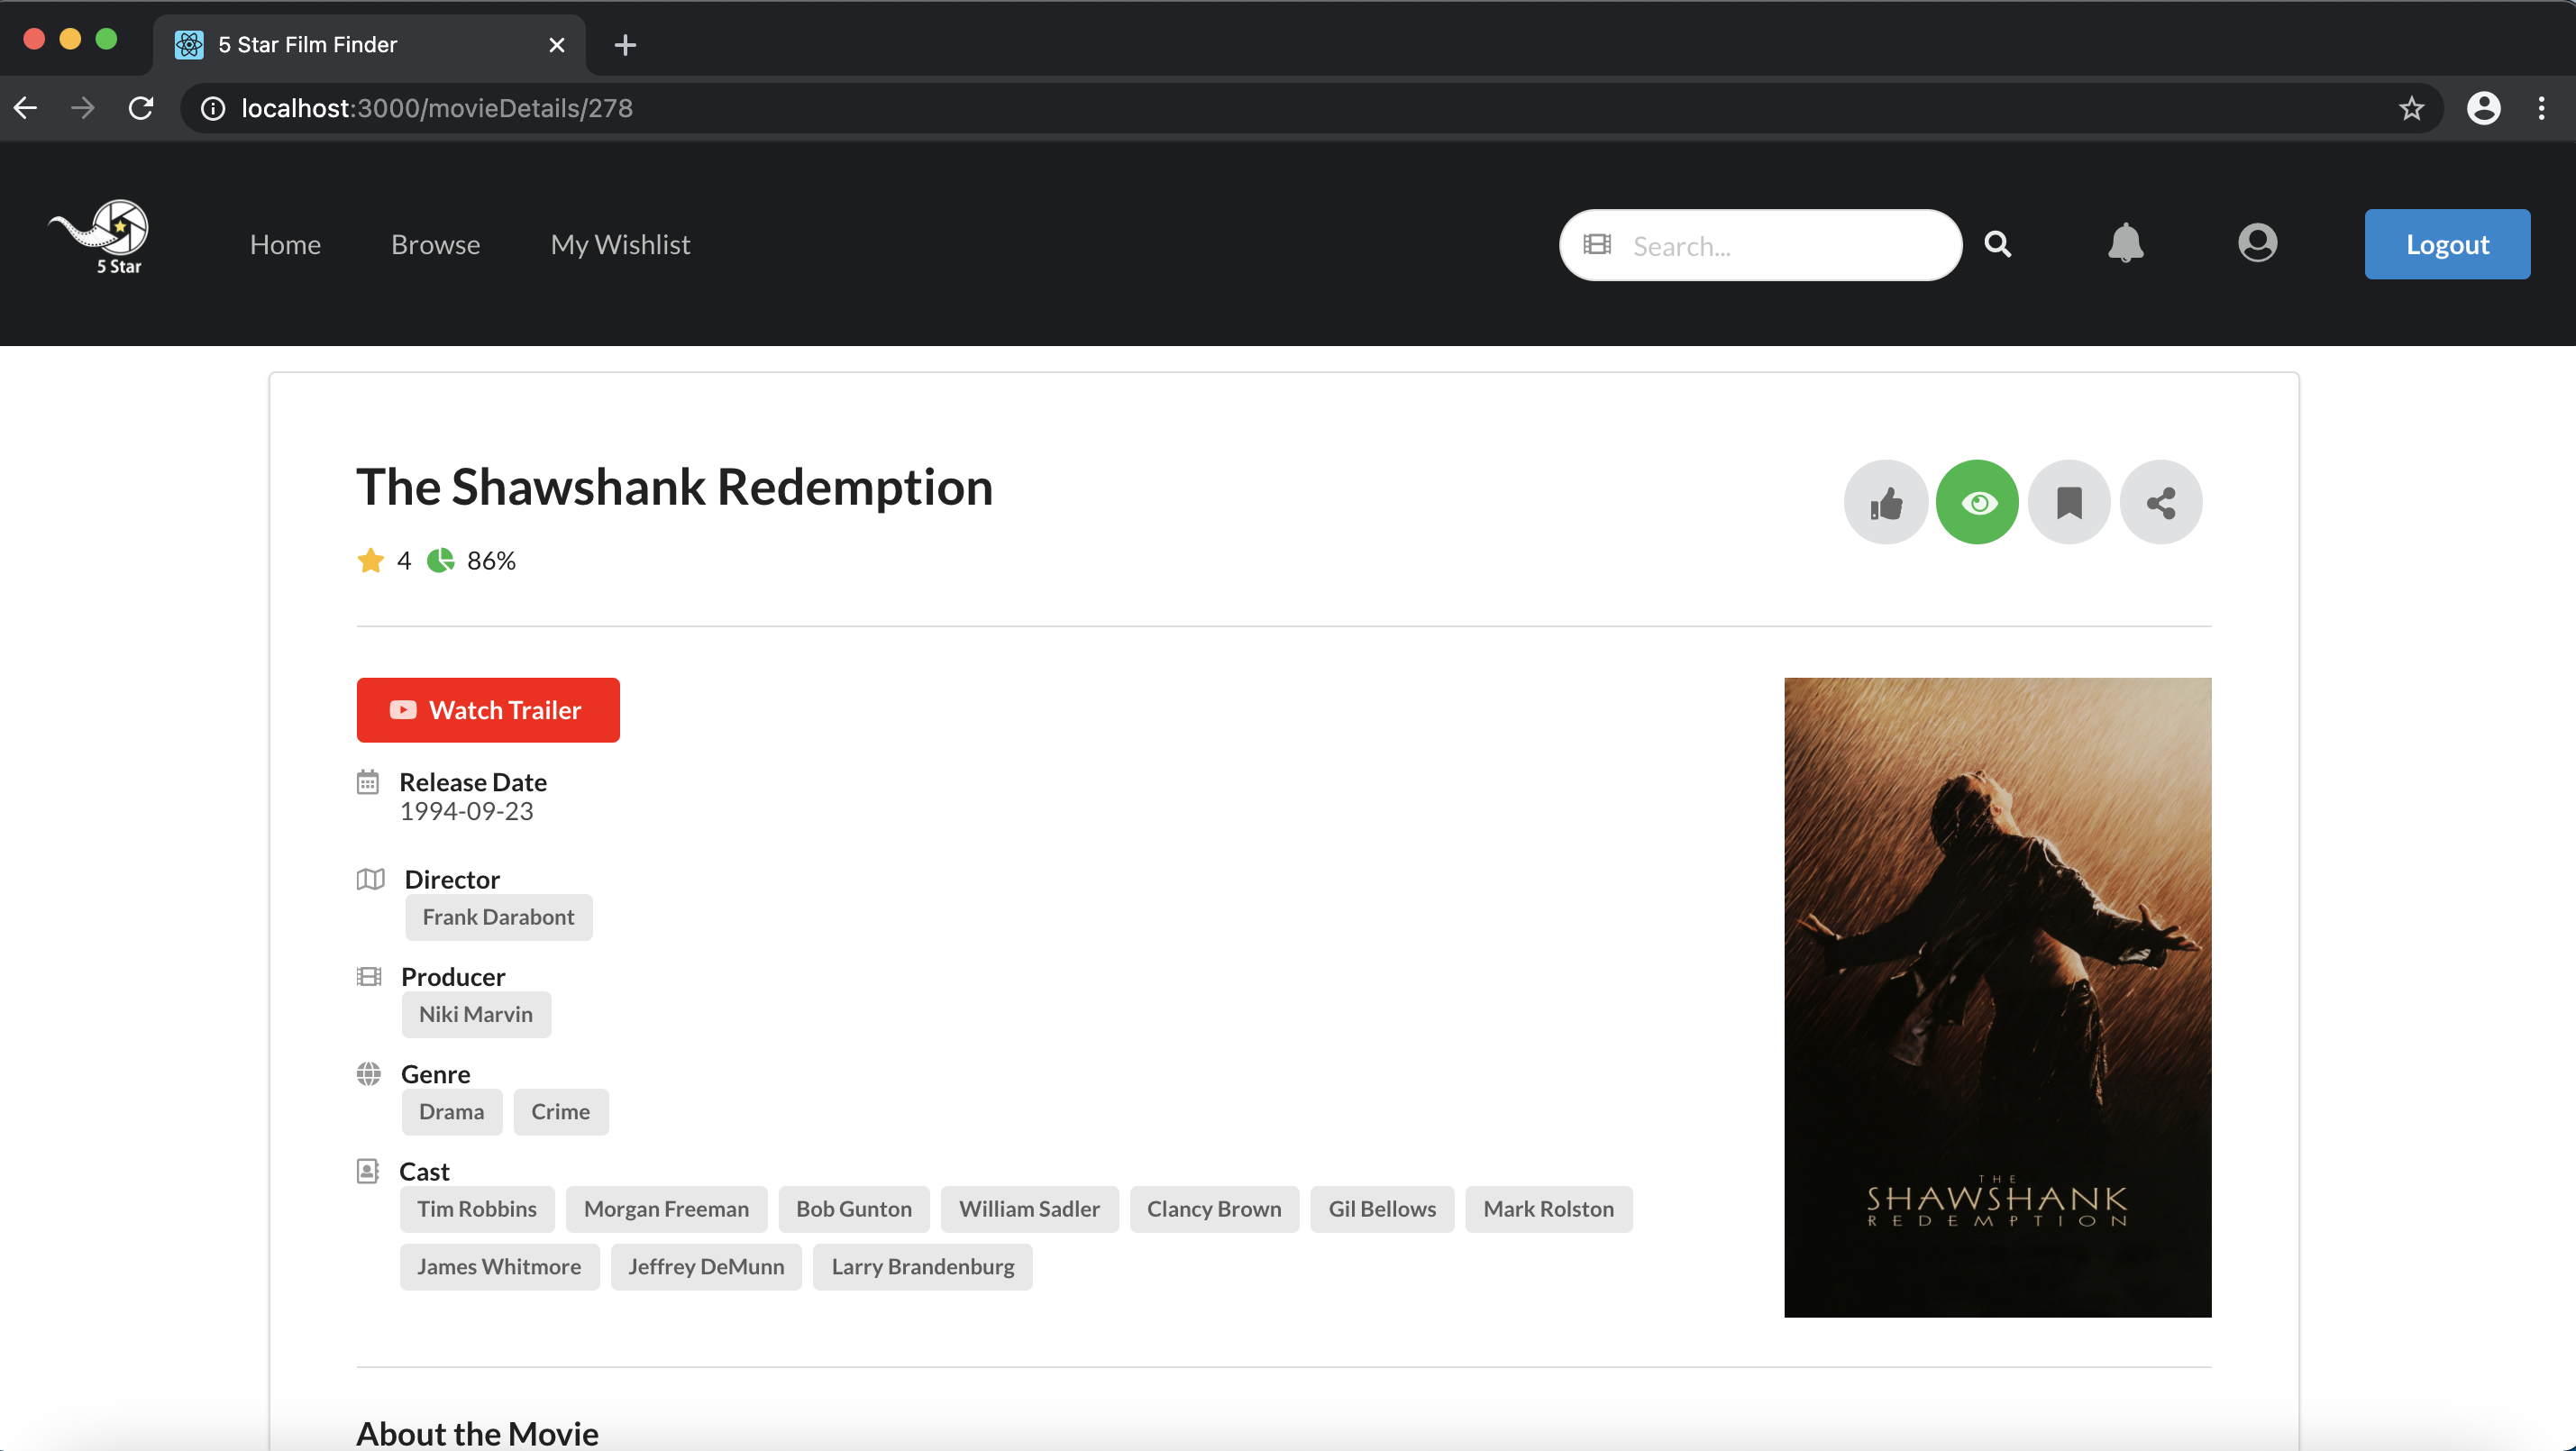 5 Star Film Finder
localhost:3000/movieDetails/278
5 Star
Home Browse My Wishlist Search... Logout
The Shawshank Redemption
4 86%
Watch Trailer
Release Date
1994-09-23
Director
Frank Darabont
Producer
Niki Marvin
Genre
Drama Crime
Cast
Tim Robbins Morgan Freeman Bob Gunton William Sadler Clancy Brown Gil Bellows Mark Rolston
James Whitmore Jeffrey DeMunn Larry Brandenburg
THE
SHAWSHANK
REDEMPTION
About the Movie